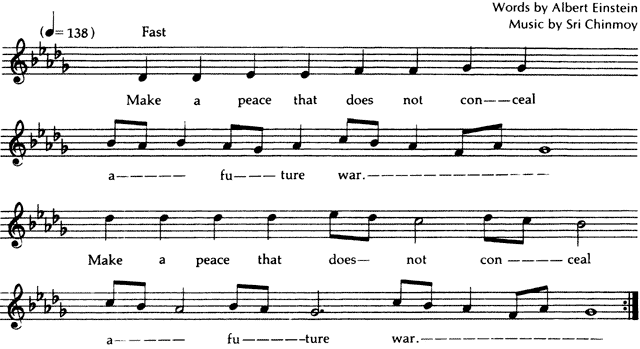 Words by Albert Einstein
Music by Sri Chinmoy
(♩= 138) Fast
Make a peace that does not con---ceal
a----- fu---- ture war.------------------
Make a peace that does— not con ----- ceal
a------ fu-----ture war.---------------------